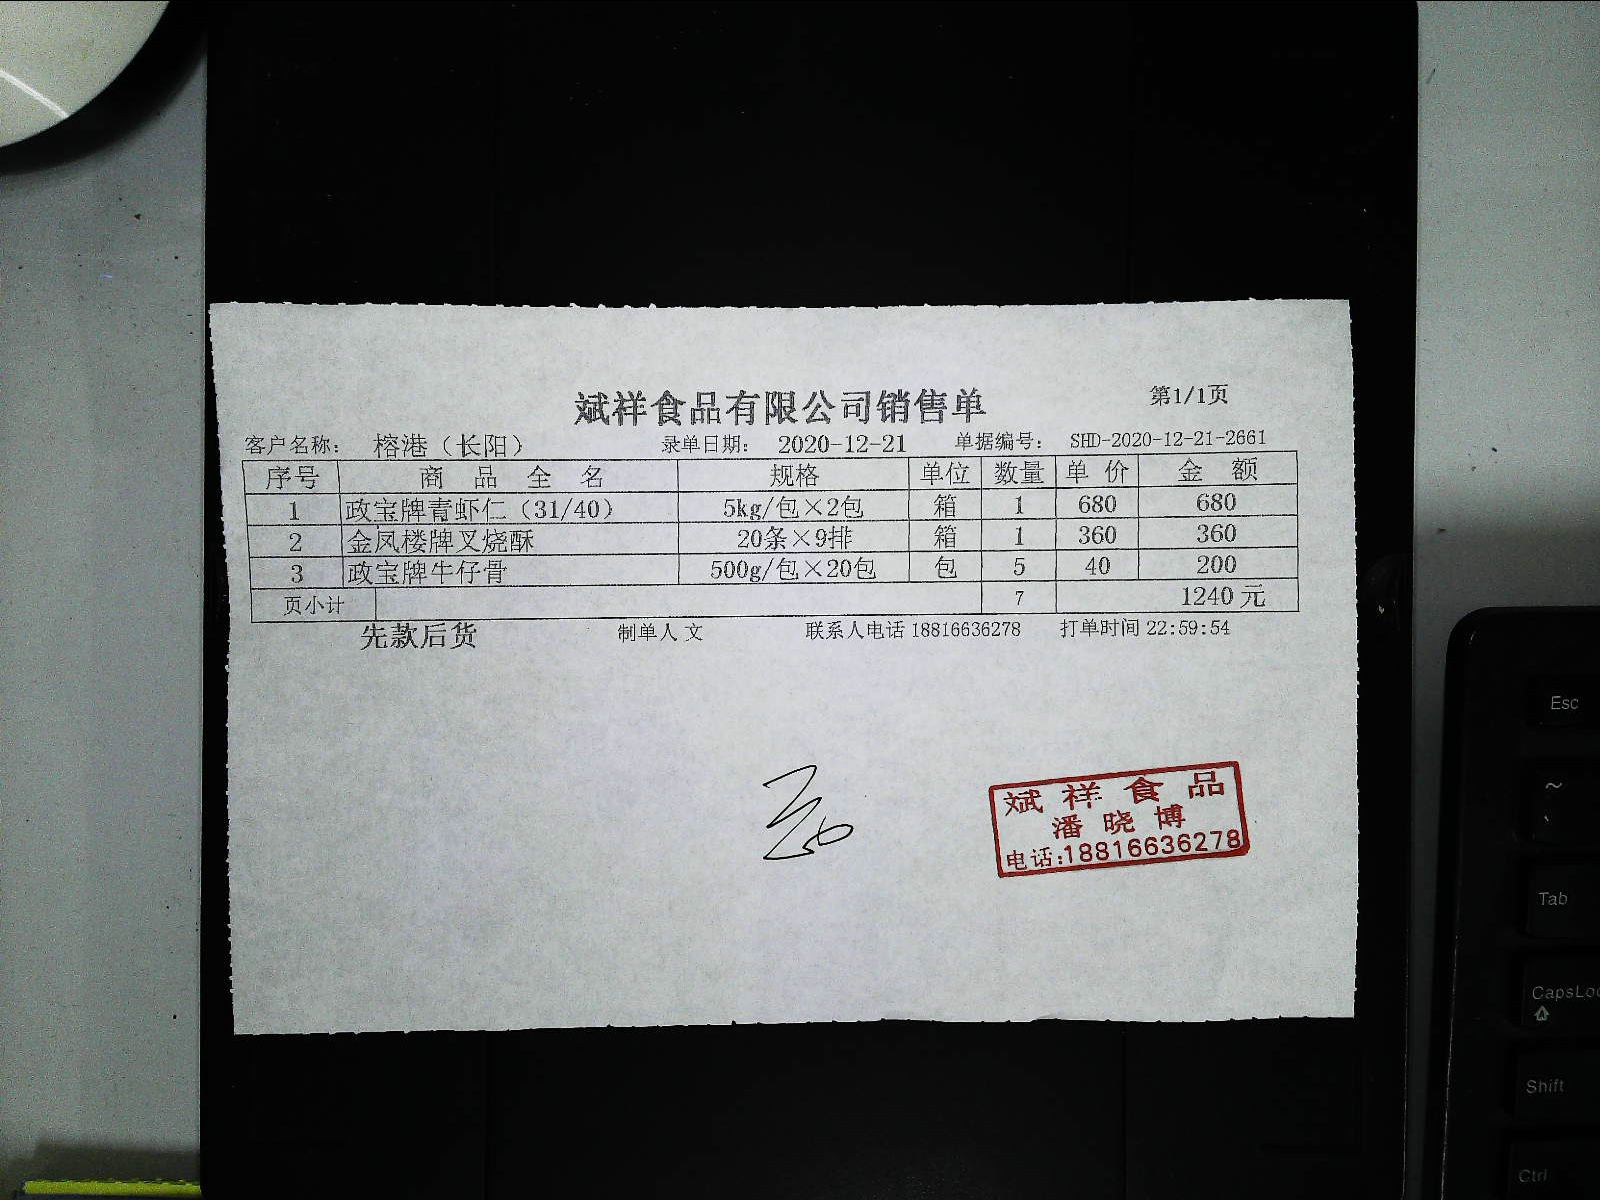 斌祥食品有限公司销售单 第1/1页
客户名称： 榕港（长阳） 录单日期： 2020-12-21 单据编号： SHD-2020-12-21-2661
序号 商品全名 规格 单位 数量 单价 金额
1 政宝牌青虾仁（31/40） 5kg/包×2包 箱 1 680 680
2 金凤楼牌叉烧酥 20条×9排 箱 1 360 360
3 政宝牌牛仔骨 500g/包×20包 包 5 40 200
页小计 7 1240 元
先款后货 制单人 文 联系人电话 18816636278 打单时间 22:59:54
斌祥食品
潘晓博
电话:18816636278
Esc
~
Tab
CapsLoc
Shift
Ctrl